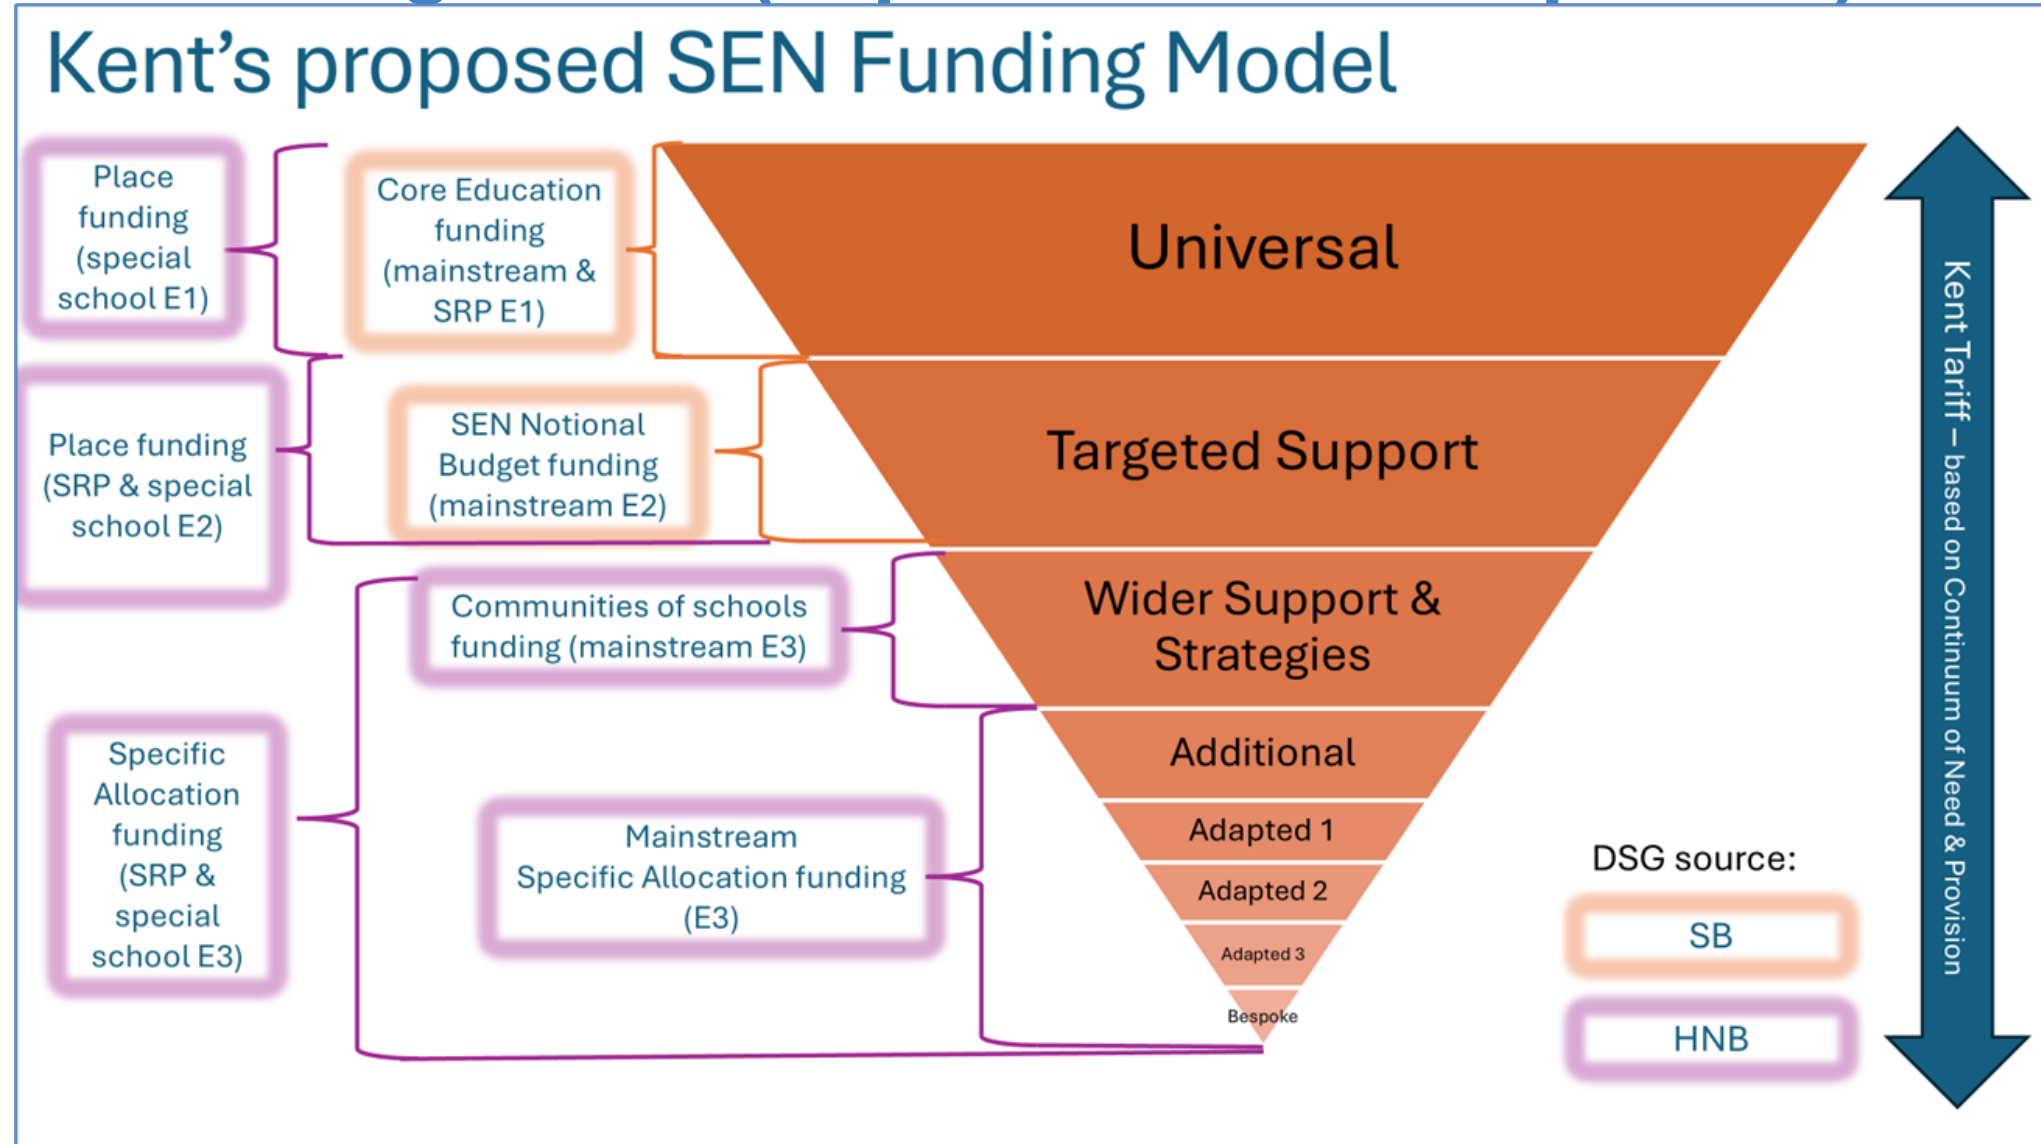 Kent's proposed SEN Funding Model
Place
funding
(special
school E1)
Core Education
funding
(mainstream &
SRP E1)
Universal
Place funding
(SRP & special
school E2)
SEN Notional
Budget funding
(mainstream E2)
Targeted Support
Communities of schools
funding (mainstream E3)
Wider Support &
Strategies
Specific
Allocation
funding
(SRP &
special
school E3)
Mainstream
Specific Allocation funding
(E3)
Additional
Adapted 1
Adapted 2
Adapted 3
Bespoke
DSG source:
SB
HNB
Kent Tariff – based on Continuum of Need & Provision